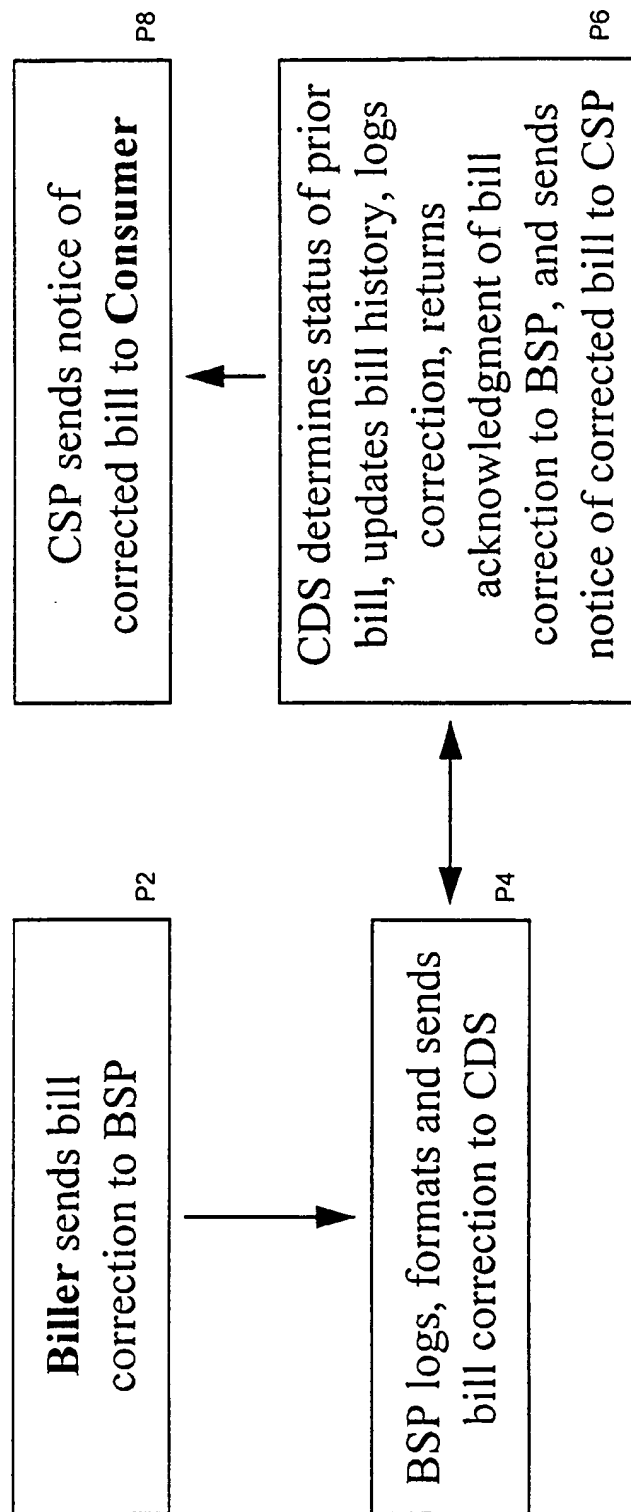 Biller sends bill
correction to BSP
P2
BSP logs, formats and sends
bill correction to CDS
P4
CDS determines status of prior
bill, updates bill history, logs
correction, returns
acknowledgment of bill
correction to BSP, and sends
notice of corrected bill to CSP
P6
CSP sends notice of
corrected bill to Consumer
P8